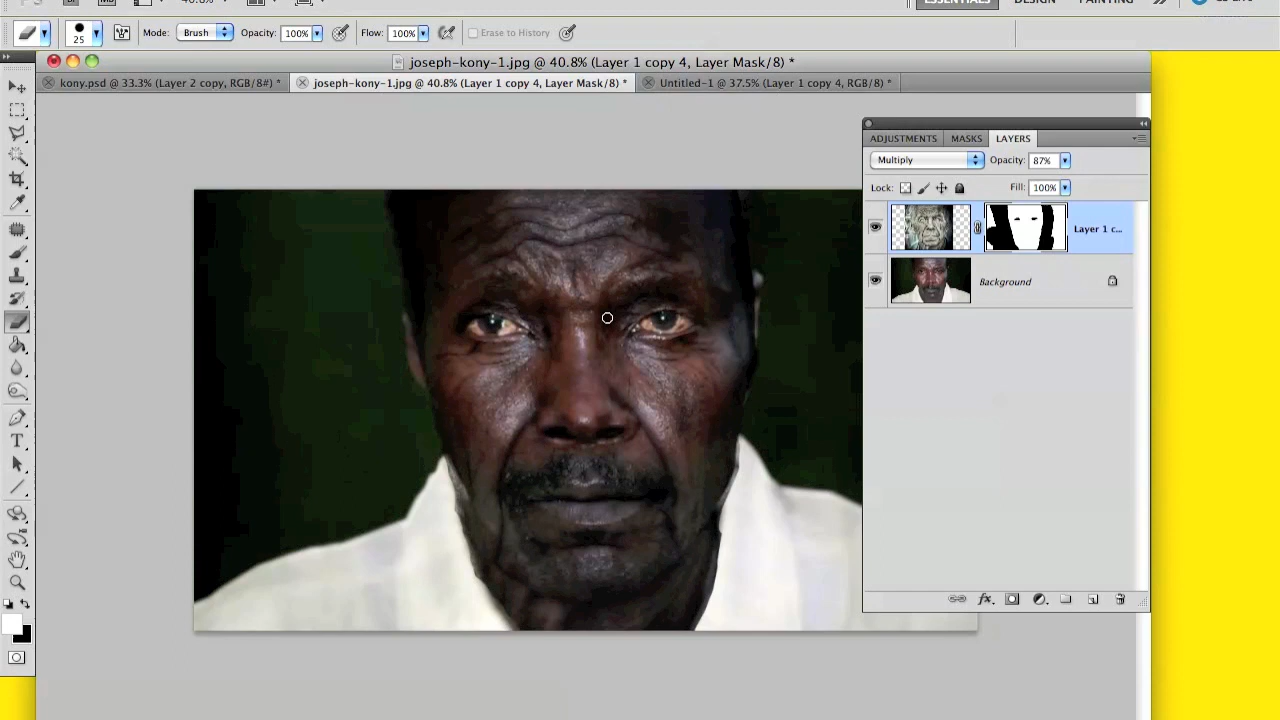 ESSENTIALS DESIGN PAINTING
25 Mode: Brush Opacity: 100% Flow: 100% Erase to History
joseph-kony-1.jpg @ 40.8% (Layer 1 copy 4, Layer Mask/8) *
kony.psd @ 33.3% (Layer 2 copy, RGB/8#) *
joseph-kony-1.jpg @ 40.8% (Layer 1 copy 4, Layer Mask/8) *
Untitled-1 @ 37.5% (Layer 1 copy 4, RGB/8) *
ADJUSTMENTS MASKS LAYERS
Multiply Opacity: 87%
Lock: Fill: 100%
Layer 1 c...
Background
T
fx.